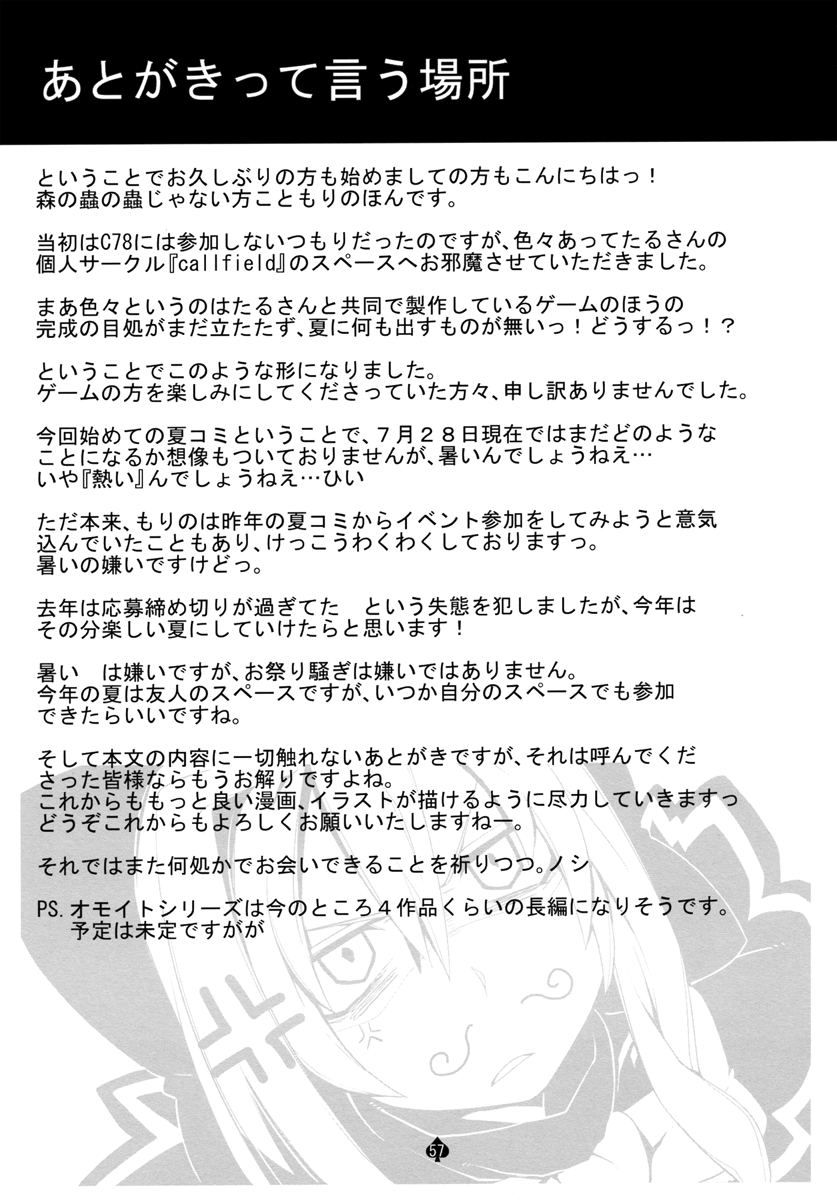 あとがきって言う場所
ということでお久しぶりの方も始めましての方もこんにちはっ！
森の蟲の蟲じゃない方こともりのほんです。
当初はC78には参加しないつもりだったのですが、色々あってたるさんの
個人サークル『callfield』のスペースへお邪魔させていただきました。
まあ色々というのはたるさんと共同で製作しているゲームのほうの
完成の目処がまだ立たたず、夏に何も出すものが無いっ！どうするっ！？
ということでこのような形になりました。
ゲームの方を楽しみにしてくださっていた方々、申し訳ありませんでした。
今回始めての夏コミということで、７月２８日現在ではまだどのような
ことになるか想像もついておりませんが、暑いんでしょうねえ…
いや『熱い』んでしょうねえ…ひい
ただ本来、もりのは昨年の夏コミからイベント参加をしてみようと意気
込んでいたこともあり、けっこうわくわくしておりますっ。
暑いの嫌いですけどっ。
去年は応募締め切りが過ぎてた　という失態を犯しましたが、今年は
その分楽しい夏にしていけたらと思います！
暑い　は嫌いですが、お祭り騒ぎは嫌いではありません。
今年の夏は友人のスペースですが、いつか自分のスペースでも参加
できたらいいですね。
そして本文の内容に一切触れないあとがきですが、それは呼んでくだ
さった皆様ならもうお解りですよね。
これからももっと良い漫画、イラストが描けるように尽力していきますっ
どうぞこれからもよろしくお願いいたしますねー。
それではまた何処かでお会いできることを祈りつつ。ノシ
PS.オモイトシリーズは今のところ４作品くらいの長編になりそうです。
予定は未定ですがが
57